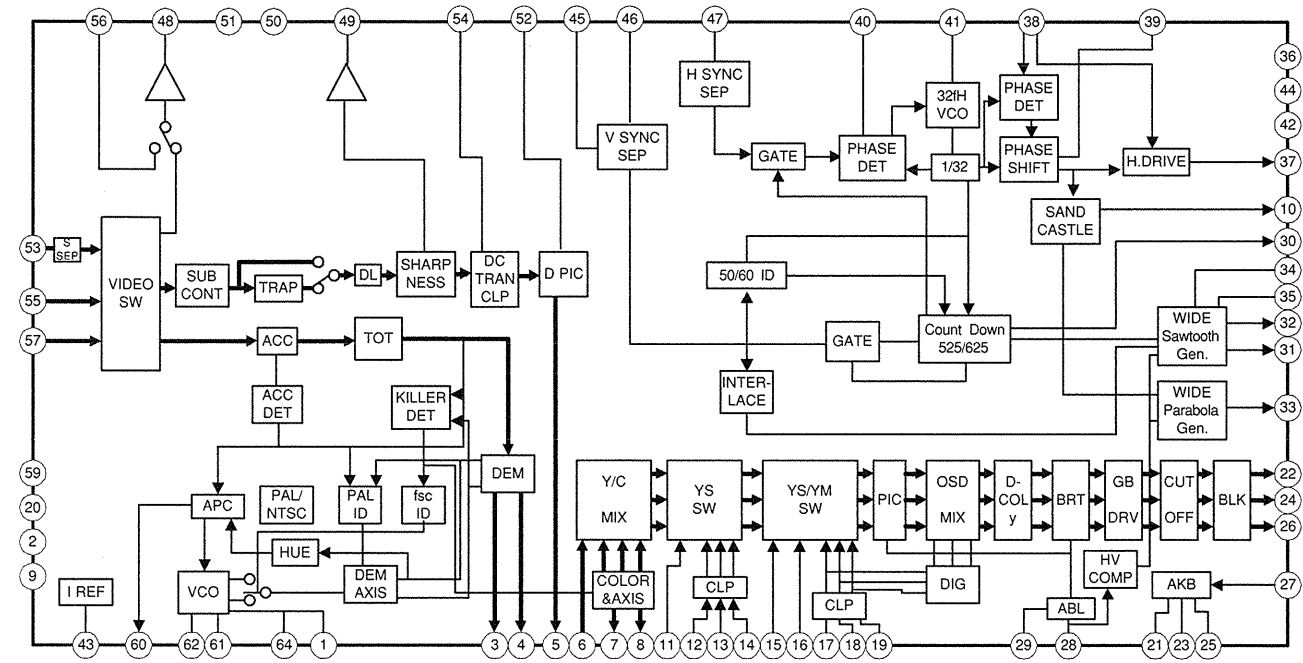 56 48 51 50 49 54 52 45 46 47 40 41 38 39
36
44
42
37
10
30
34
35
32
31
33
22
24
26
27
53
55
57
59
20
2
9
H SYNC
SEP
V SYNC
SEP
GATE
PHASE
DET
32fH
VCO
1/32
PHASE
DET
PHASE
SHIFT
H.DRIVE
SAND
CASTLE
S
SEP
VIDEO
SW
SUB
CONT
TRAP
DL
SHARP
NESS
DC
TRAN
CLP
D PIC
50/60 ID
GATE
Count Down
525/625
WIDE
Sawtooth
Gen.
ACC
TOT
ACC
DET
KILLER
DET
INTER-
LACE
WIDE
Parabola
Gen.
DEM
APC
PAL/
NTSC
PAL
ID
fsc
ID
HUE
VCO
DEM
AXIS
I REF
Y/C
MIX
YS
SW
YS/YM
SW
PIC
OSD
MIX
D-
COL
y
BRT
GB
DRV
CUT
OFF
BLK
COLOR
&AXIS
CLP
CLP
DIG
HV
COMP
ABL
AKB
43 60 62 61 64 1 3 4 5 6 7 8 11 12 13 14 15 16 17 18 19 29 28 21 23 25